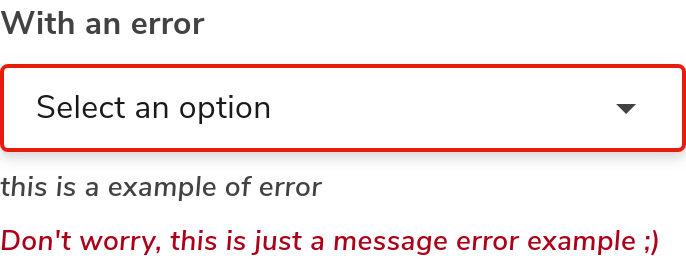 With an error
Select an option
this is a example of error
Don't worry, this is just a message error example ;)